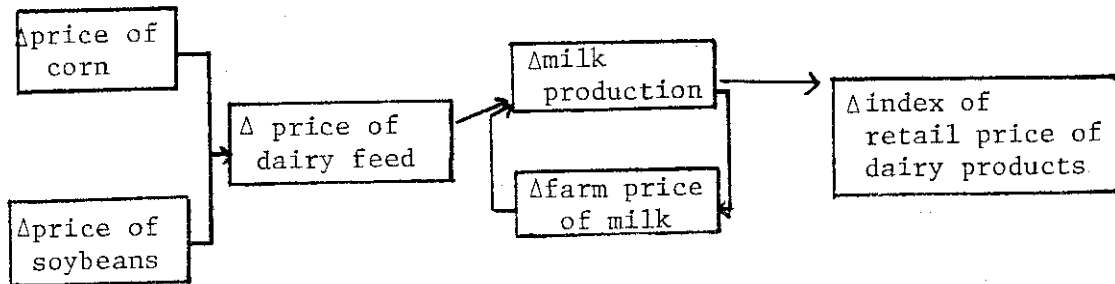 Δprice of
corn
Δprice of
soybeans
Δ price of
dairy feed
Δmilk
production
Δfarm price
of milk
Δ index of
retail price of
dairy products